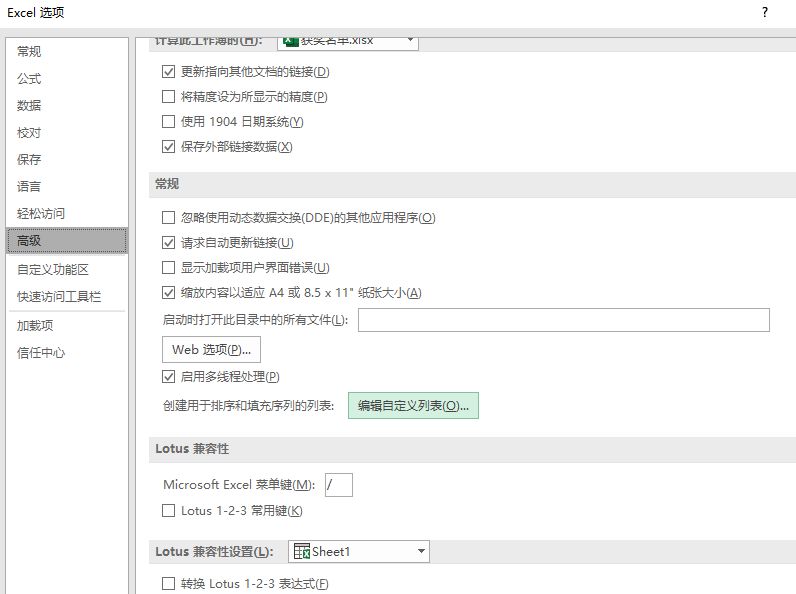 Excel 选项
?
常规
公式
数据
校对
保存
语言
轻松访问
高级
自定义功能区
快速访问工具栏
加载项
信任中心
计算此工作簿时(H): 获奖名单.xlsx
更新指向其他文档的链接(D)
将精度设为所显示的精度(P)
使用 1904 日期系统(Y)
保存外部链接数据(X)
常规
忽略使用动态数据交换(DDE)的其他应用程序(O)
请求自动更新链接(U)
显示加载项用户界面错误(U)
缩放内容以适应 A4 或 8.5 x 11" 纸张大小(A)
启动时打开此目录中的所有文件(L):
Web 选项(P)...
启用多线程处理(P)
创建用于排序和填充序列的列表: 编辑自定义列表(O)...
Lotus 兼容性
Microsoft Excel 菜单键(M): /
Lotus 1-2-3 常用键(K)
Lotus 兼容性设置(L): Sheet1
转换 Lotus 1-2-3 表达式(F)